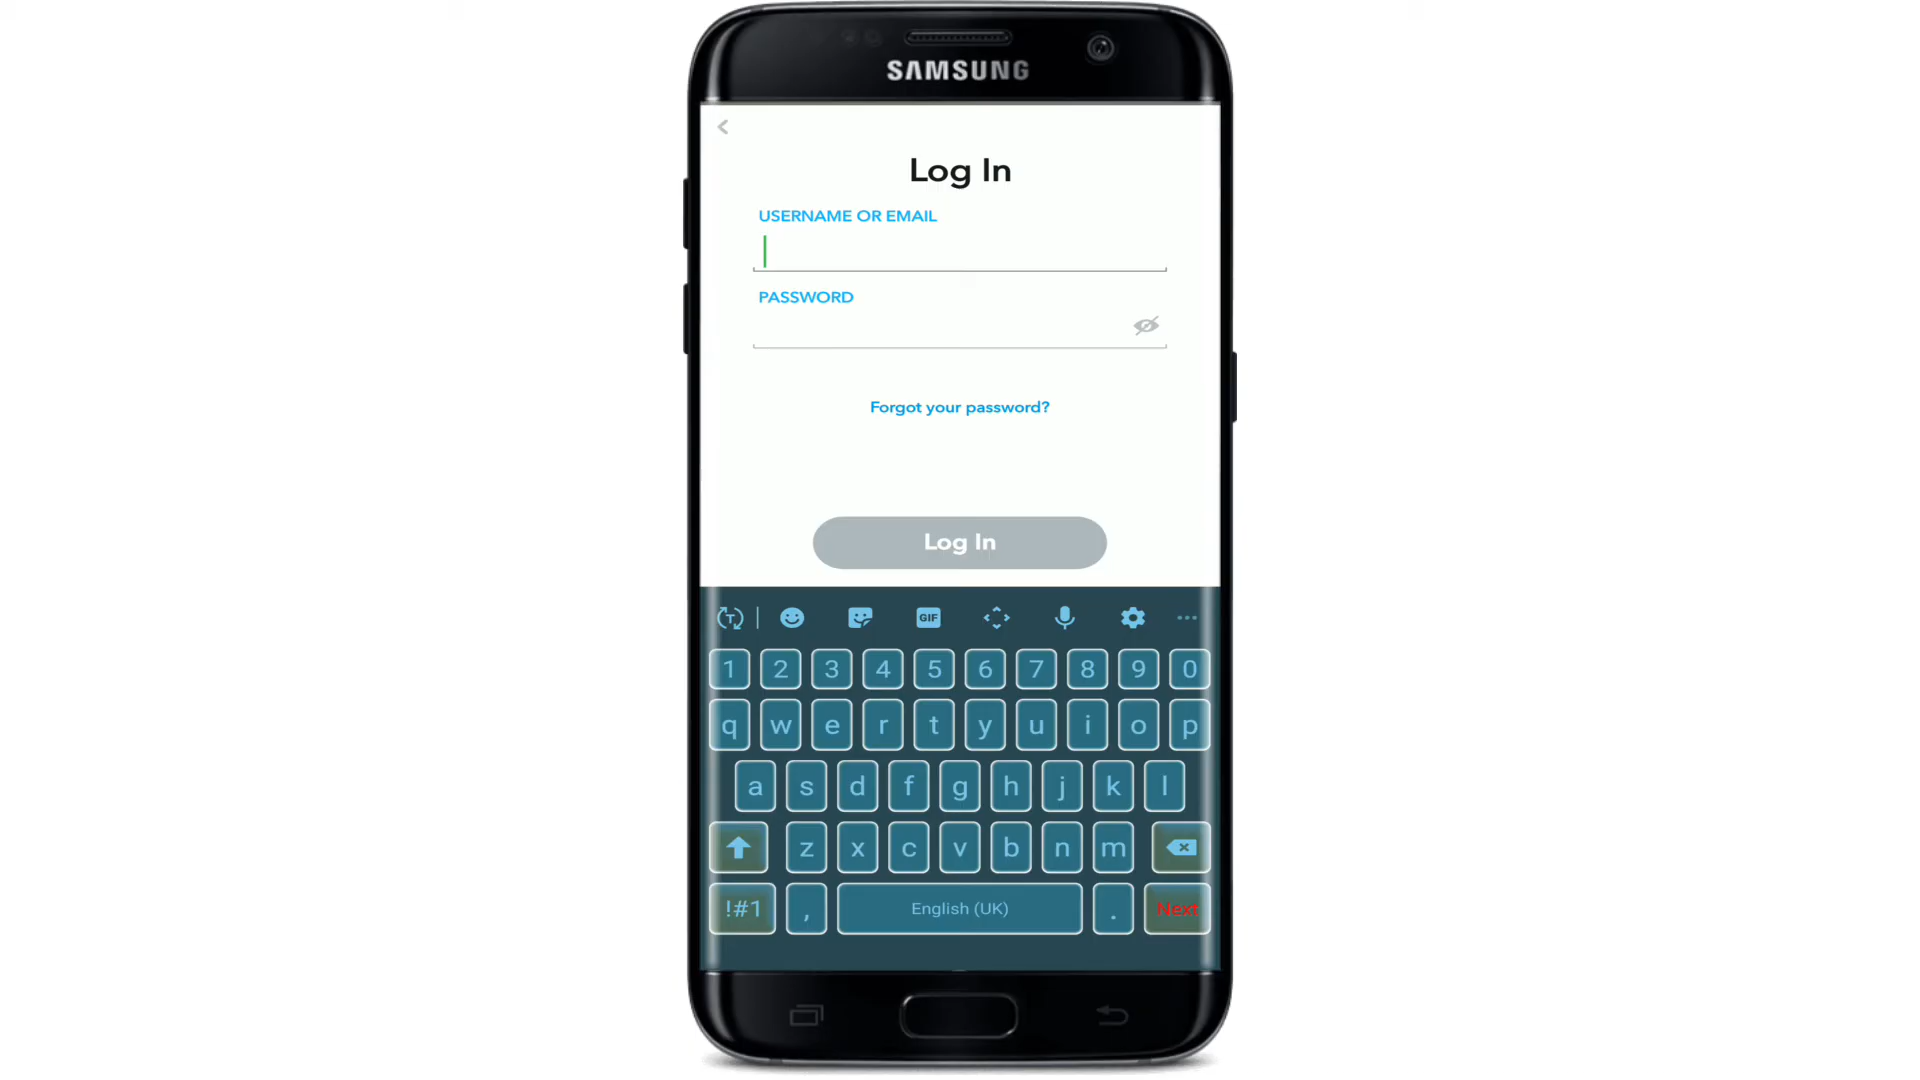 SAMSUNG
Log In
USERNAME OR EMAIL
PASSWORD
Forgot your password?
Log In
T GIF
1 2 3 4 5 6 7 8 9 0
q w e r t y u i o p
a s d f g h j k l
z x c v b n m
!#1 , English (UK) . Next